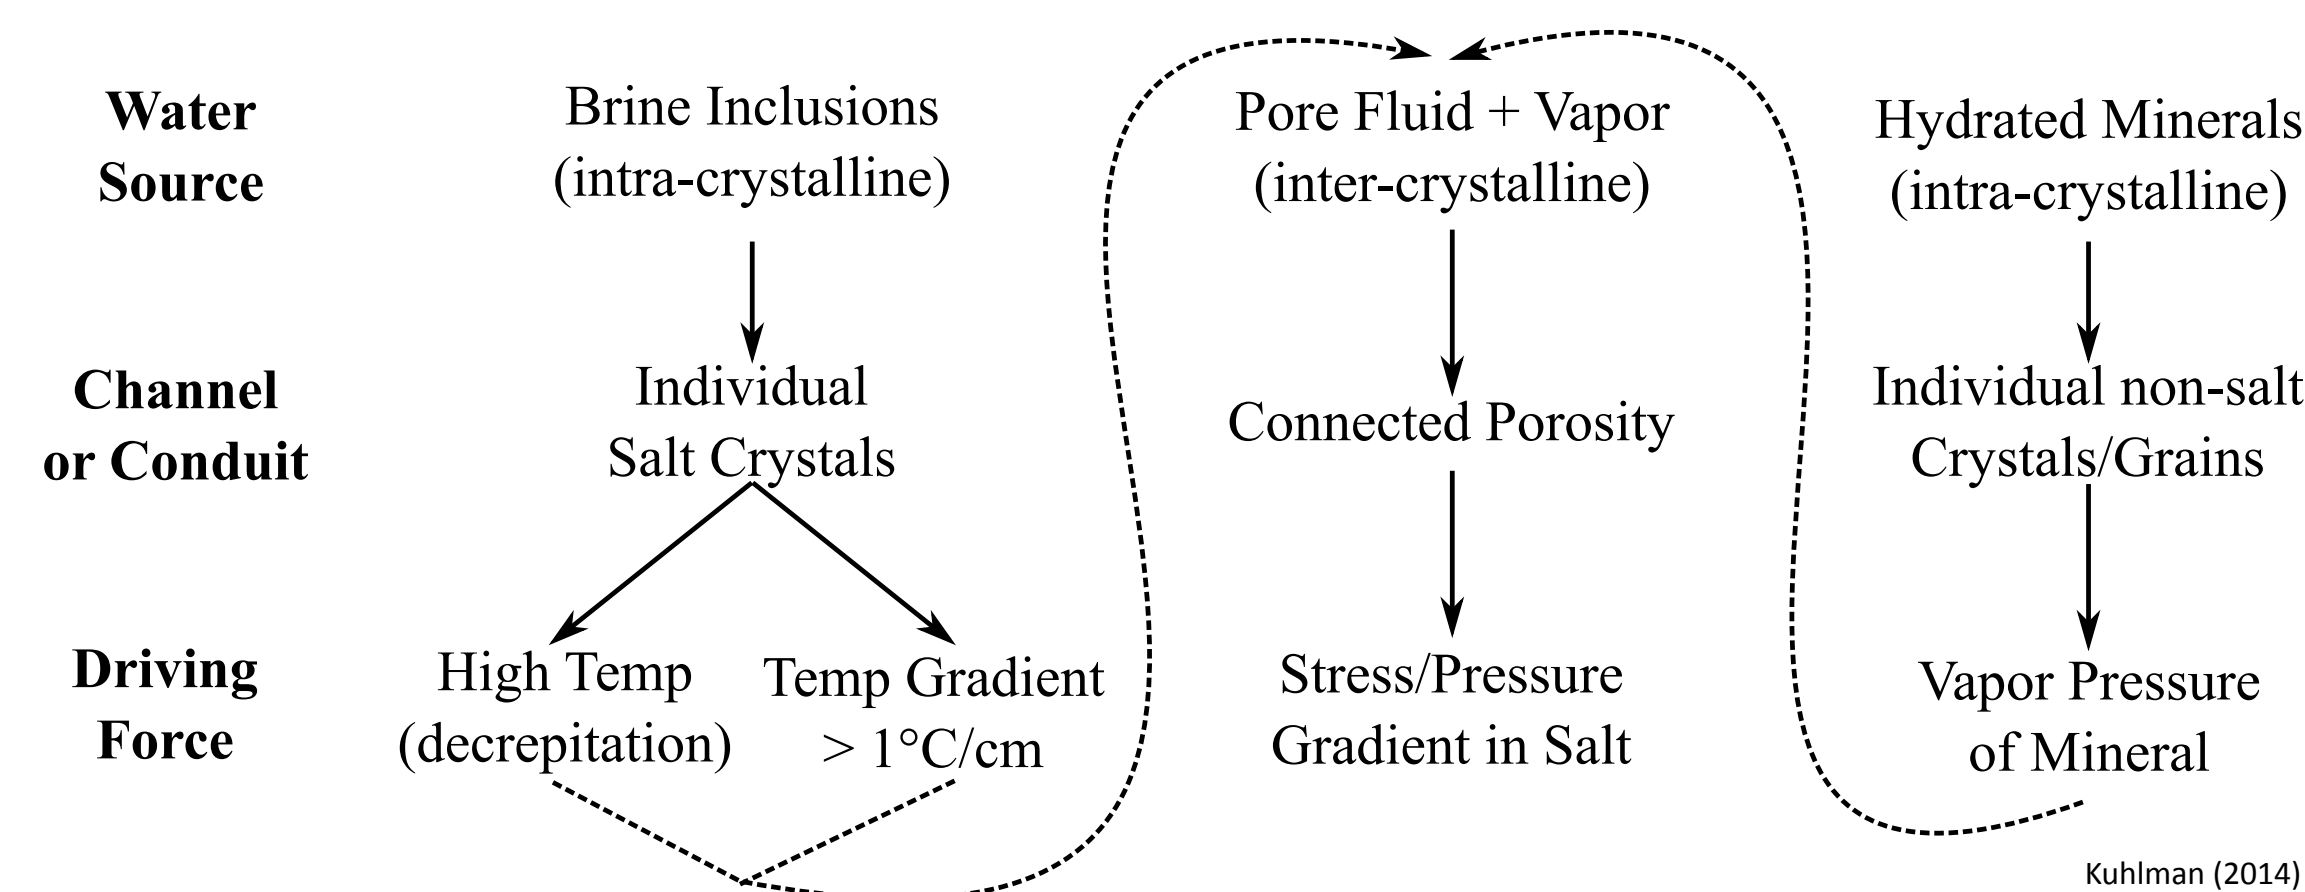 Water
Source
Brine Inclusions
(intra-crystalline)
Pore Fluid + Vapor
(inter-crystalline)
Hydrated Minerals
(intra-crystalline)
Channel
or Conduit
Individual
Salt Crystals
Connected Porosity
Individual non-salt
Crystals/Grains
Driving
Force
High Temp
(decrepitation)
Temp Gradient
> 1°C/cm
Stress/Pressure
Gradient in Salt
Vapor Pressure
of Mineral
Kuhlman (2014)